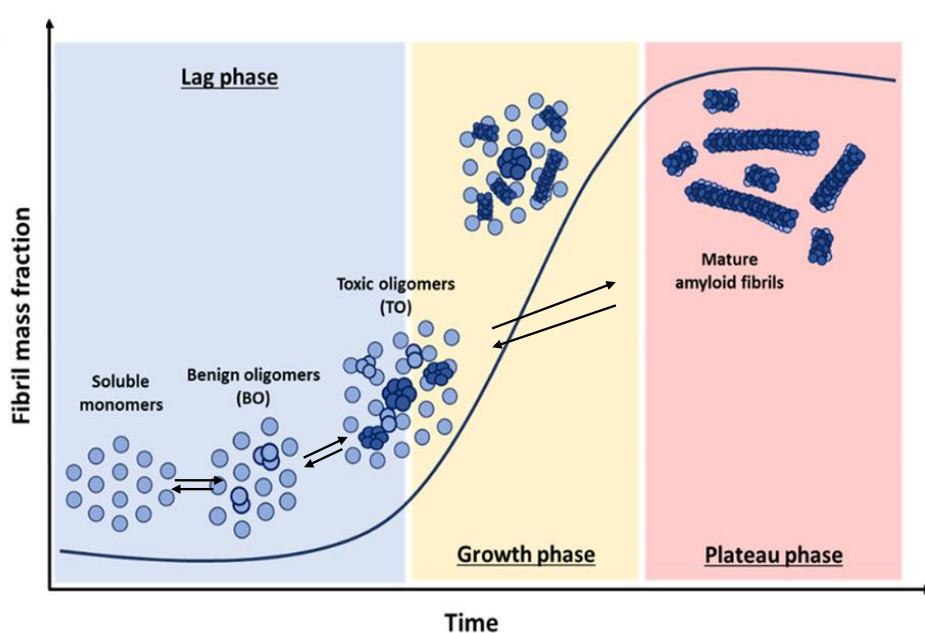 Lag phase
Toxic oligomers
(TO)
Mature
amyloid fibrils
Benign oligomers
(BO)
Soluble
monomers
Growth phase
Plateau phase
Fibril mass fraction
Time